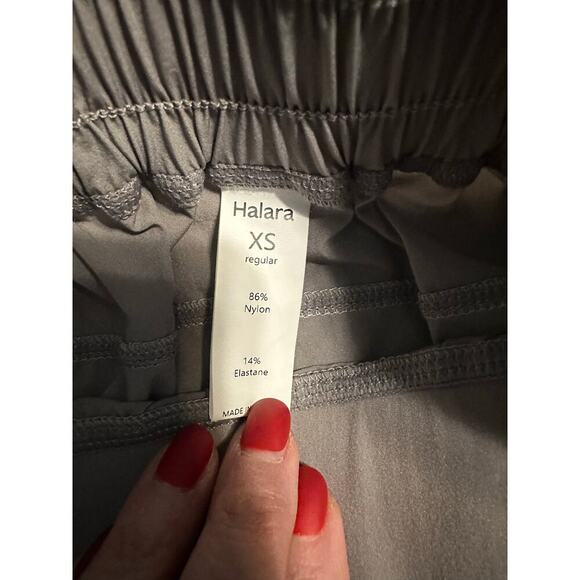 Halara
XS
regular
86%
Nylon
14%
Elastane
MADE